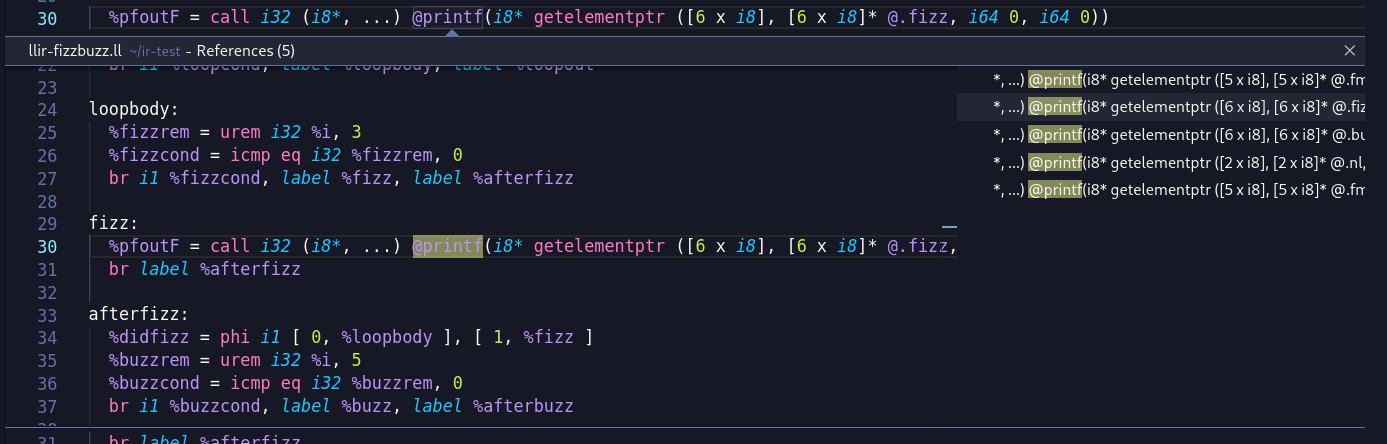 30 %pfoutF = call i32 (i8*, ...) @printf(i8* getelementptr ([6 x i8], [6 x i8]* @.fizz, i64 0, i64 0))
llir-fizzbuzz.ll ~/ir-test - References (5)
22 br i1 %loopcond, label %loopbody, label %loopout
23
24 loopbody:
25 %fizzrem = urem i32 %i, 3
26 %fizzcond = icmp eq i32 %fizzrem, 0
27 br i1 %fizzcond, label %fizz, label %afterfizz
28
29 fizz:
30 %pfoutF = call i32 (i8*, ...) @printf(i8* getelementptr ([6 x i8], [6 x i8]* @.fizz,
31 br label %afterfizz
32
33 afterfizz:
34 %didfizz = phi i1 [ 0, %loopbody ], [ 1, %fizz ]
35 %buzzrem = urem i32 %i, 5
36 %buzzcond = icmp eq i32 %buzzrem, 0
37 br i1 %buzzcond, label %buzz, label %afterbuzz
*, ...) @printf(i8* getelementptr ([5 x i8], [5 x i8]* @.fm
*, ...) @printf(i8* getelementptr ([6 x i8], [6 x i8]* @.fiz
*, ...) @printf(i8* getelementptr ([6 x i8], [6 x i8]* @.bu
*, ...) @printf(i8* getelementptr ([2 x i8], [2 x i8]* @.nl,
*, ...) @printf(i8* getelementptr ([5 x i8], [5 x i8]* @.fm
31 br label %afterfizz